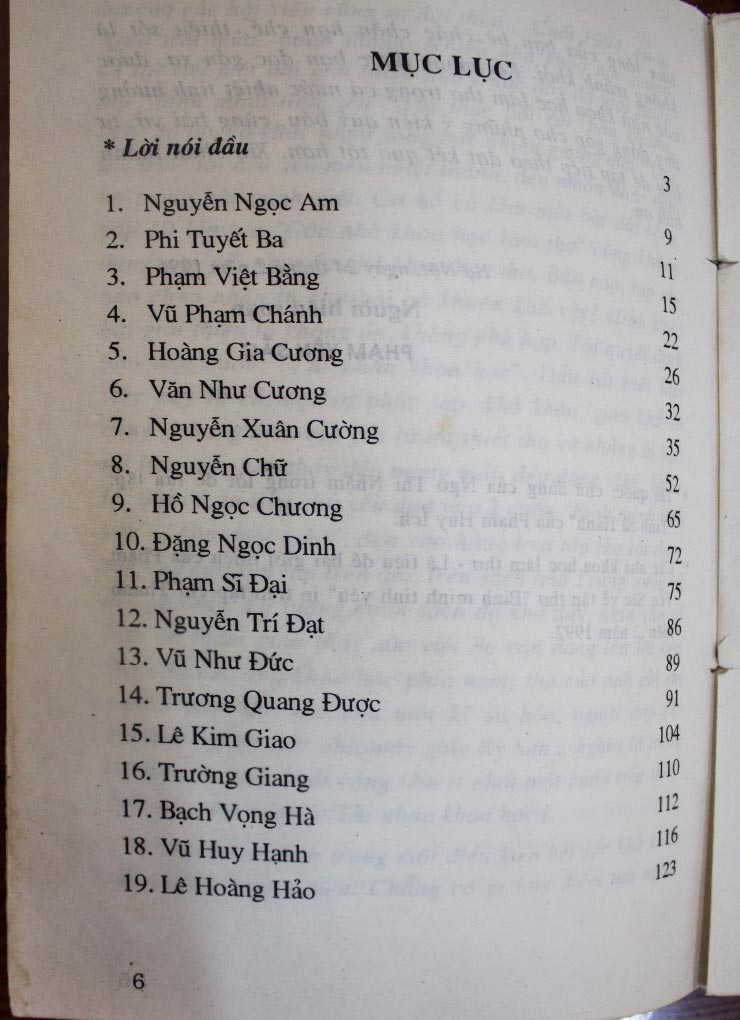 MỤC LỤC
* Lời nói đầu 3
1. Nguyễn Ngọc Am 9
2. Phi Tuyết Ba 11
3. Phạm Việt Bằng 15
4. Vũ Phạm Chánh 22
5. Hoàng Gia Cương 26
6. Văn Như Cương 32
7. Nguyễn Xuân Cường 35
8. Nguyễn Chữ 52
9. Hồ Ngọc Chương 65
10. Đặng Ngọc Dinh 72
11. Phạm Sĩ Đại 75
12. Nguyễn Trí Đạt 86
13. Vũ Như Đức 89
14. Trương Quang Được 91
15. Lê Kim Giao 104
16. Trường Giang 110
17. Bạch Vọng Hà 112
18. Vũ Huy Hạnh 116
19. Lê Hoàng Hảo 123
6